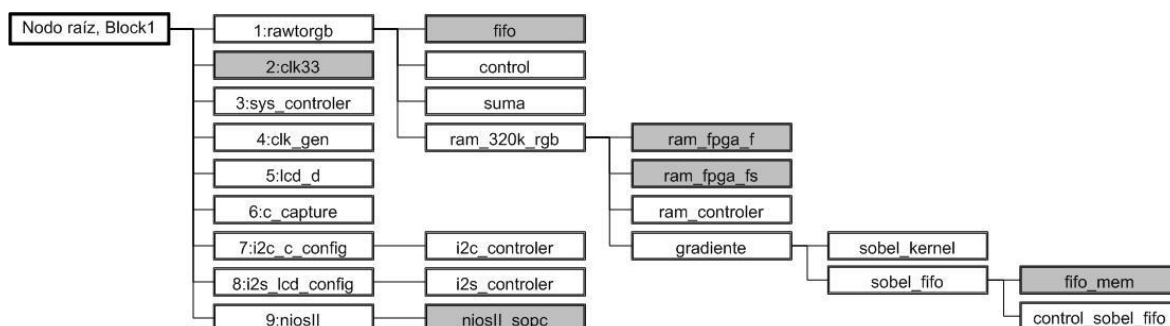 Nodo raíz, Block1
1:rawtorgb
fifo
2:clk33
control
3:sys_controler
suma
4:clk_gen
ram_320k_rgb
ram_fpga_f
5:lcd_d
ram_fpga_fs
6:c_capture
ram_controler
7:i2c_c_config
i2c_controler
gradiente
sobel_kernel
8:i2s_lcd_config
i2s_controler
sobel_fifo
fifo_mem
9:niosII
niosII_sopc
control_sobel_fifo